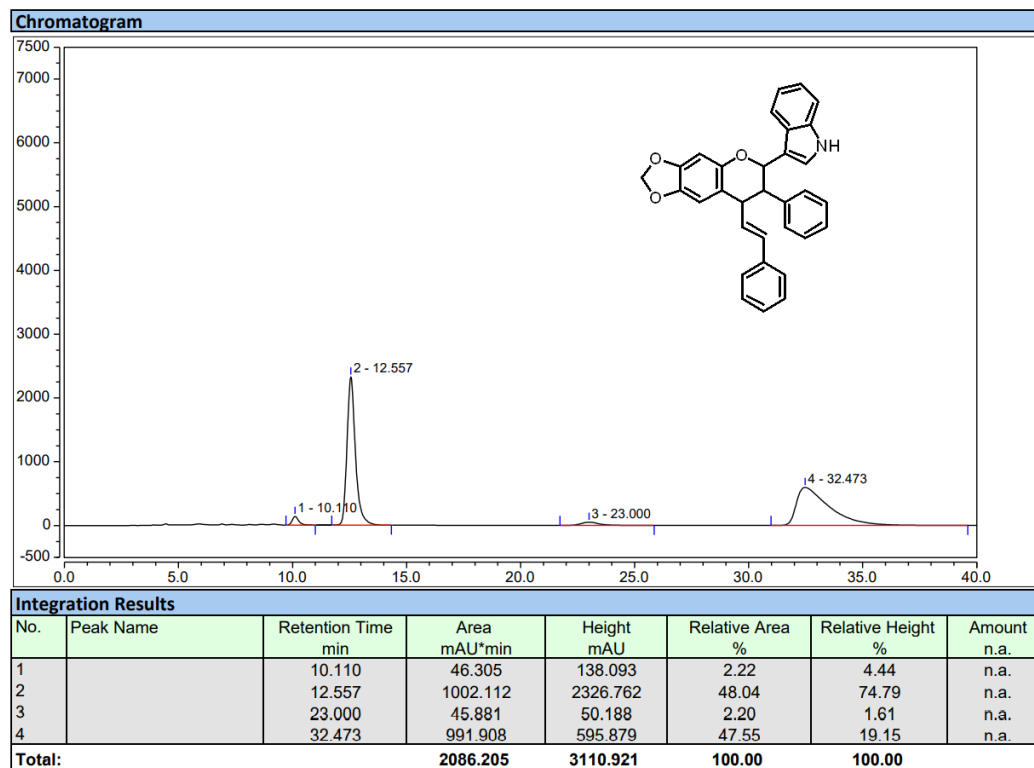 Chromatogram
7500
7000
6000
5000
4000
3000
2000
1000
0
-500
0.0 5.0 10.0 15.0 20.0 25.0 30.0 35.0 40.0
1 - 10.110
2 - 12.557
3 - 23.000
4 - 32.473
O
O
O
NH
Integration Results
No. Peak Name Retention Time Area Height Relative Area Relative Height Amount
min mAU*min mAU % % n.a.
1 10.110 46.305 138.093 2.22 4.44 n.a.
2 12.557 1002.112 2326.762 48.04 74.79 n.a.
3 23.000 45.881 50.188 2.20 1.61 n.a.
4 32.473 991.908 595.879 47.55 19.15 n.a.
Total: 2086.205 3110.921 100.00 100.00